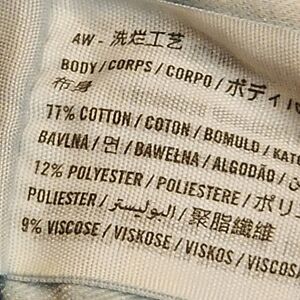 AW - 洗烂工艺
BODY / CORPS / CORPO / ボディ
布身
77% COTTON / COTON / BOMULD /
BAVLNA / 면 / BAWEŁNA / ALGODÃO /
12% POLYESTER / POLIESTERE / ポリ
POLIESTER / البوليستر / 聚脂纖維
9% VISCOSE / VISKOSE / VISKOS / VISCOS